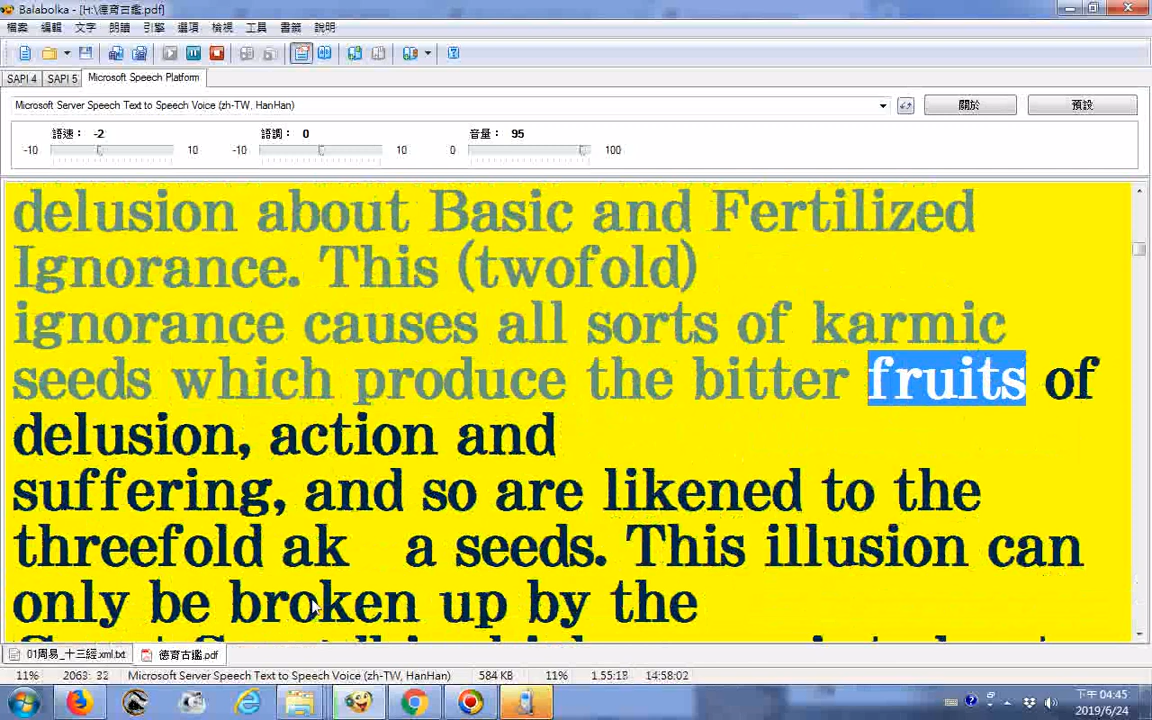 Balabolka - [H:\德育古鑑.pdf]
檔案 編輯 文字 朗讀 引擎 選項 檢視 工具 書籤 說明
SAPI 4 SAPI 5 Microsoft Speech Platform
Microsoft Server Speech Text to Speech Voice (zh-TW, HanHan) 關於 預設
語速： -2 語調： 0 音量： 95
-10 10 -10 10 0 100
delusion about Basic and Fertilized
Ignorance. This (twofold)
ignorance causes all sorts of karmic
seeds which produce the bitter fruits of
delusion, action and
suffering, and so are likened to the
threefold ak a seeds. This illusion can
only be broken up by the
01周易_十三經.xml.txt 德育古鑑.pdf
11% 2063: 32 Microsoft Server Speech Text to Speech Voice (zh-TW, HanHan) 584 KB 11% 1.55:18 14:58:02
下午 04:45
2019/6/24